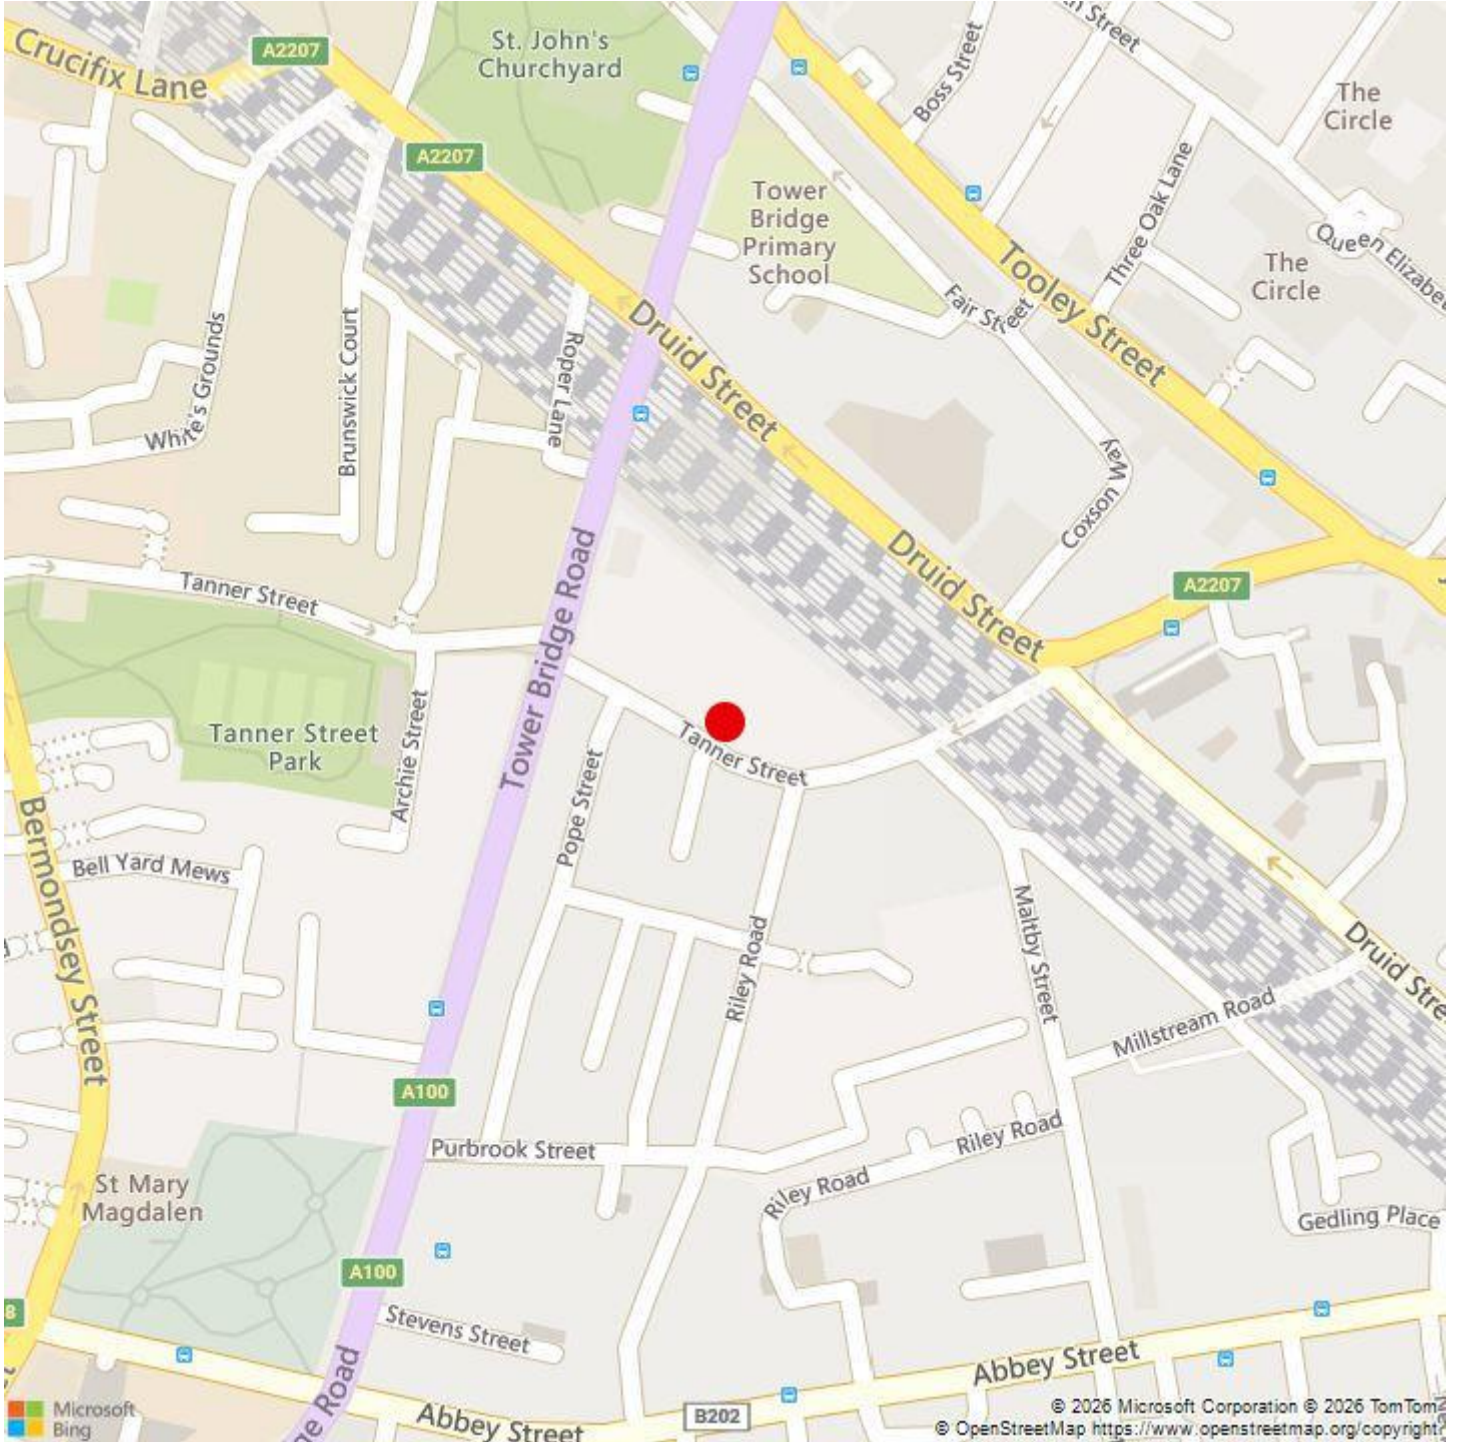 Crucifix Lane
A2207
St. John's
Churchyard
Boss Street
Street
The
Circle
A2207
Tower
Bridge
Primary
School
Three Oak Lane
Queen Elizabe
The
Circle
Fair Street
Tooley Street
White's Grounds
Brunswick Court
Roper Lane
Druid Street
Coxson Way
Tanner Street
Tower Bridge Road
Druid Street
A2207
Tanner Street
Park
Archie Street
Pope Street
Tanner Street
Bermondsey Street
Bell Yard Mews
Riley Road
Maltby Street
Druid Stre
Millstream Road
A100
Purbrook Street
Riley Road
Riley Road
St Mary
Magdalen
Gedling Place
A100
8
Stevens Street
ge Road
Abbey Street
Abbey Street
B202
Microsoft
Bing
© 2026 Microsoft Corporation © 2026 TomTom
© OpenStreetMap https://www.openstreetmap.org/copyright